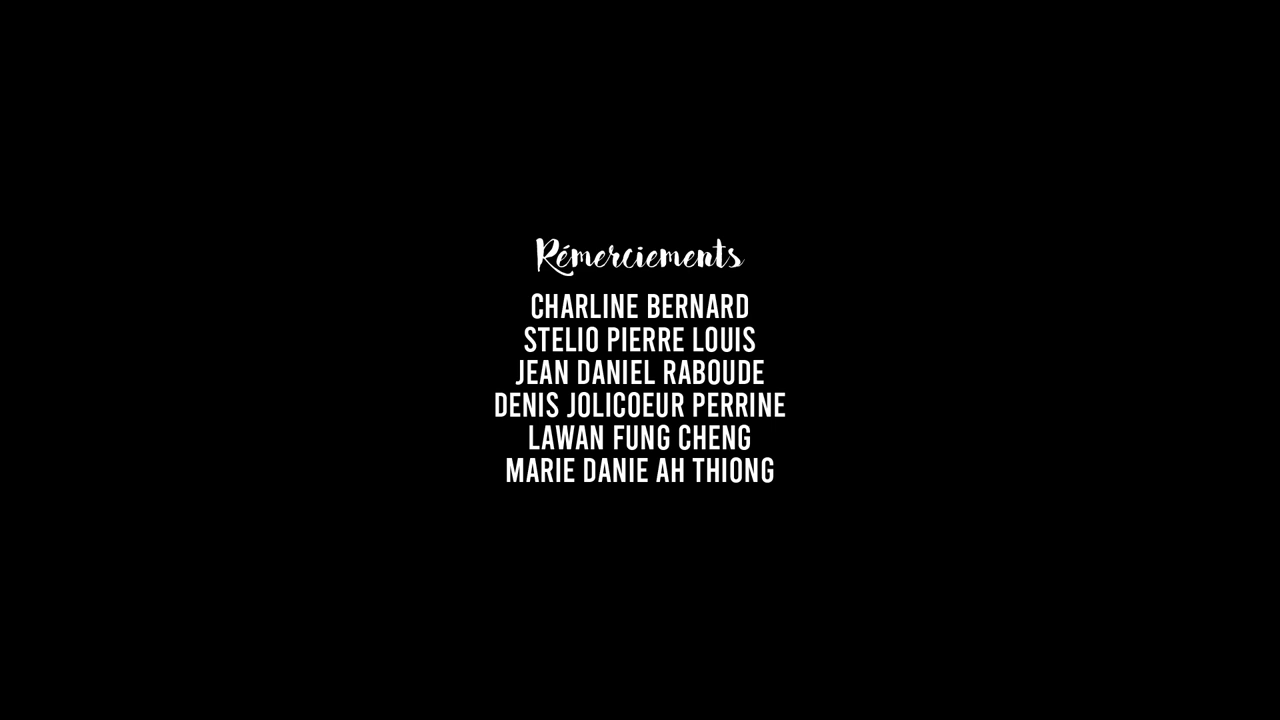 Rémerciements
CHARLINE BERNARD
STELIO PIERRE LOUIS
JEAN DANIEL RABOUDE
DENIS JOLICOEUR PERRINE
LAWAN FUNG CHENG
MARIE DANIE AH THIONG